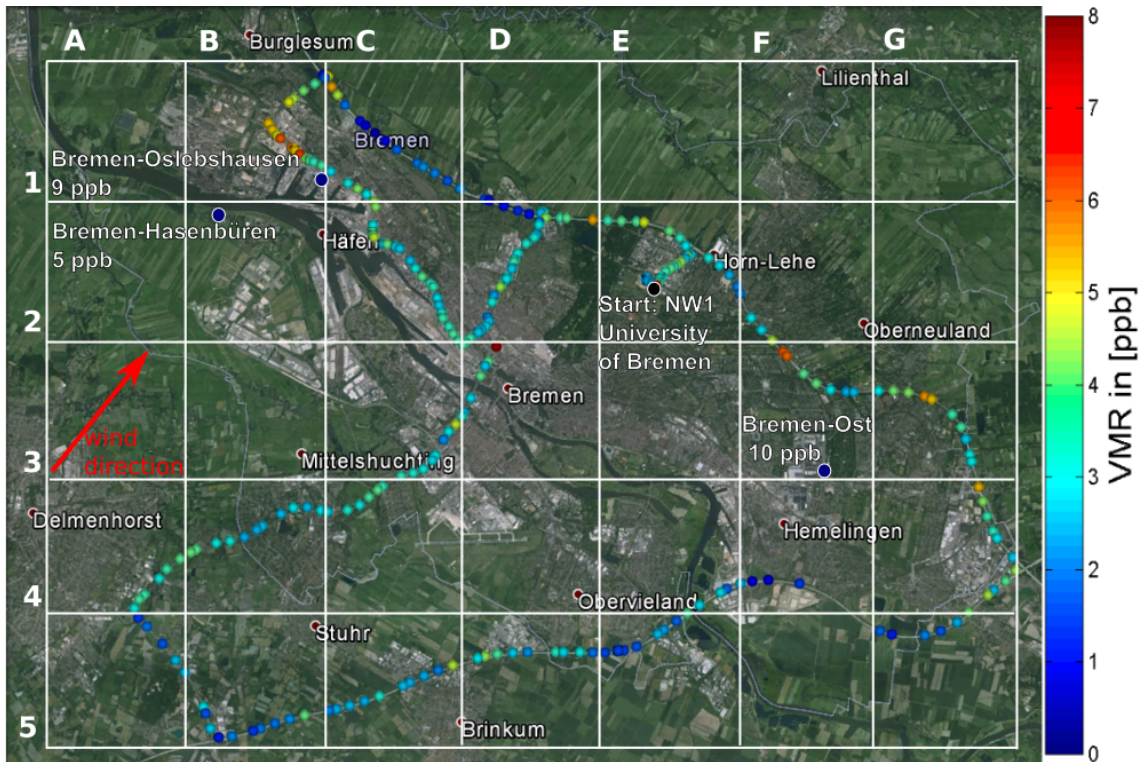 A B C D E F G
Burglesum
Lilienthal
8
7
6
5
4
3
2
1
0
VMR in [ppb]
Bremen
Bremen-Oslebshausen
9 ppb
1
Bremen-Hasenbüren
5 ppb
Häfen
Horn-Lehe
Start: NW1
University
of Bremen
2
Oberneuland
Bremen
wind
direction
Bremen-Ost
10 ppb
3
Mittelshuchting
Delmenhorst
Hemelingen
4
Obervieland
Stuhr
5
Brinkum